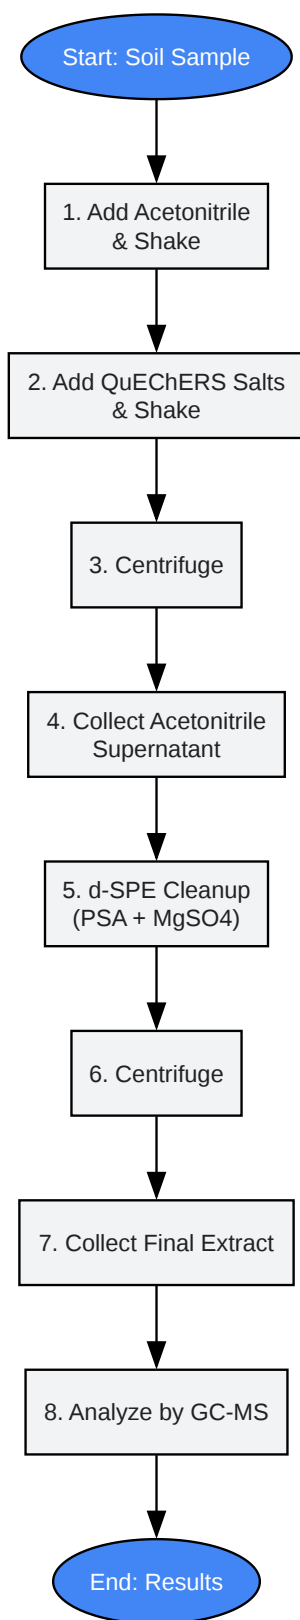 Start: Soil Sample
1. Add Acetonitrile
& Shake
2. Add QuEChERS Salts
& Shake
3. Centrifuge
4. Collect Acetonitrile
Supernatant
5. d-SPE Cleanup
(PSA + MgSO4)
6. Centrifuge
7. Collect Final Extract
8. Analyze by GC-MS
End: Results